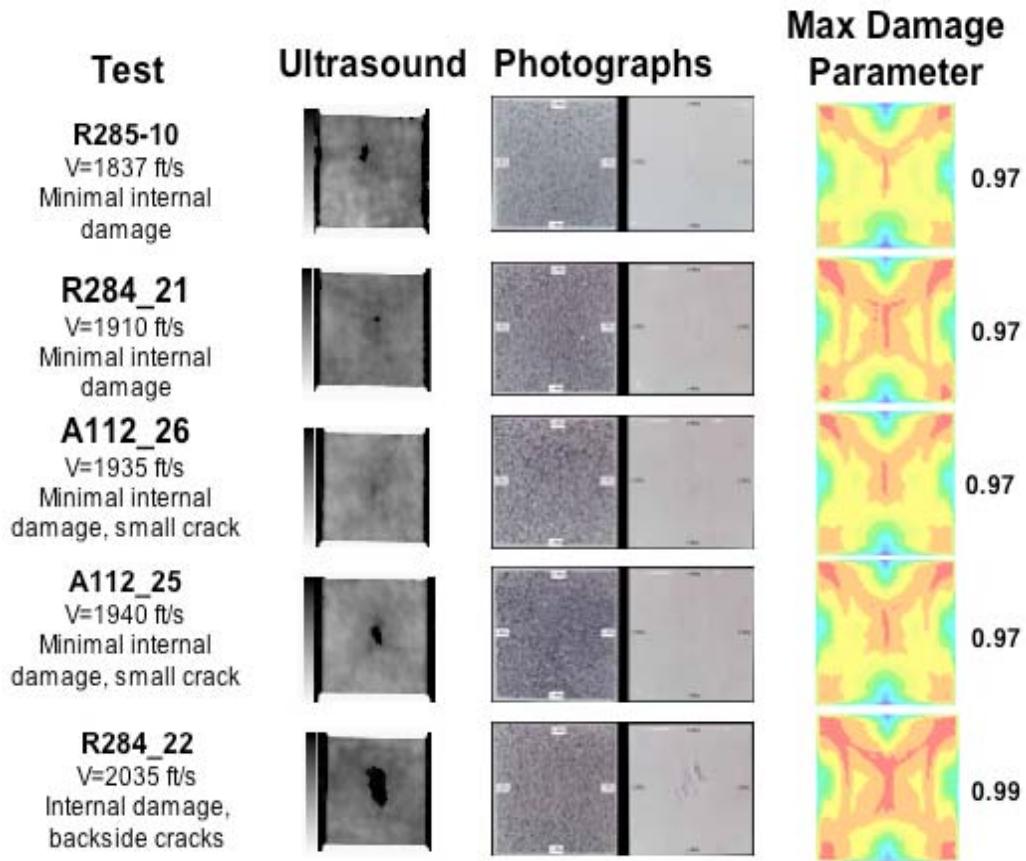 Test
Ultrasound
Photographs
Max Damage
Parameter
R285-10
V=1837 ft/s
Minimal internal
damage
0.97
R284_21
V=1910 ft/s
Minimal internal
damage
0.97
A112_26
V=1935 ft/s
Minimal internal
damage, small crack
0.97
A112_25
V=1940 ft/s
Minimal internal
damage, small crack
0.97
R284_22
V=2035 ft/s
Internal damage,
backside cracks
0.99